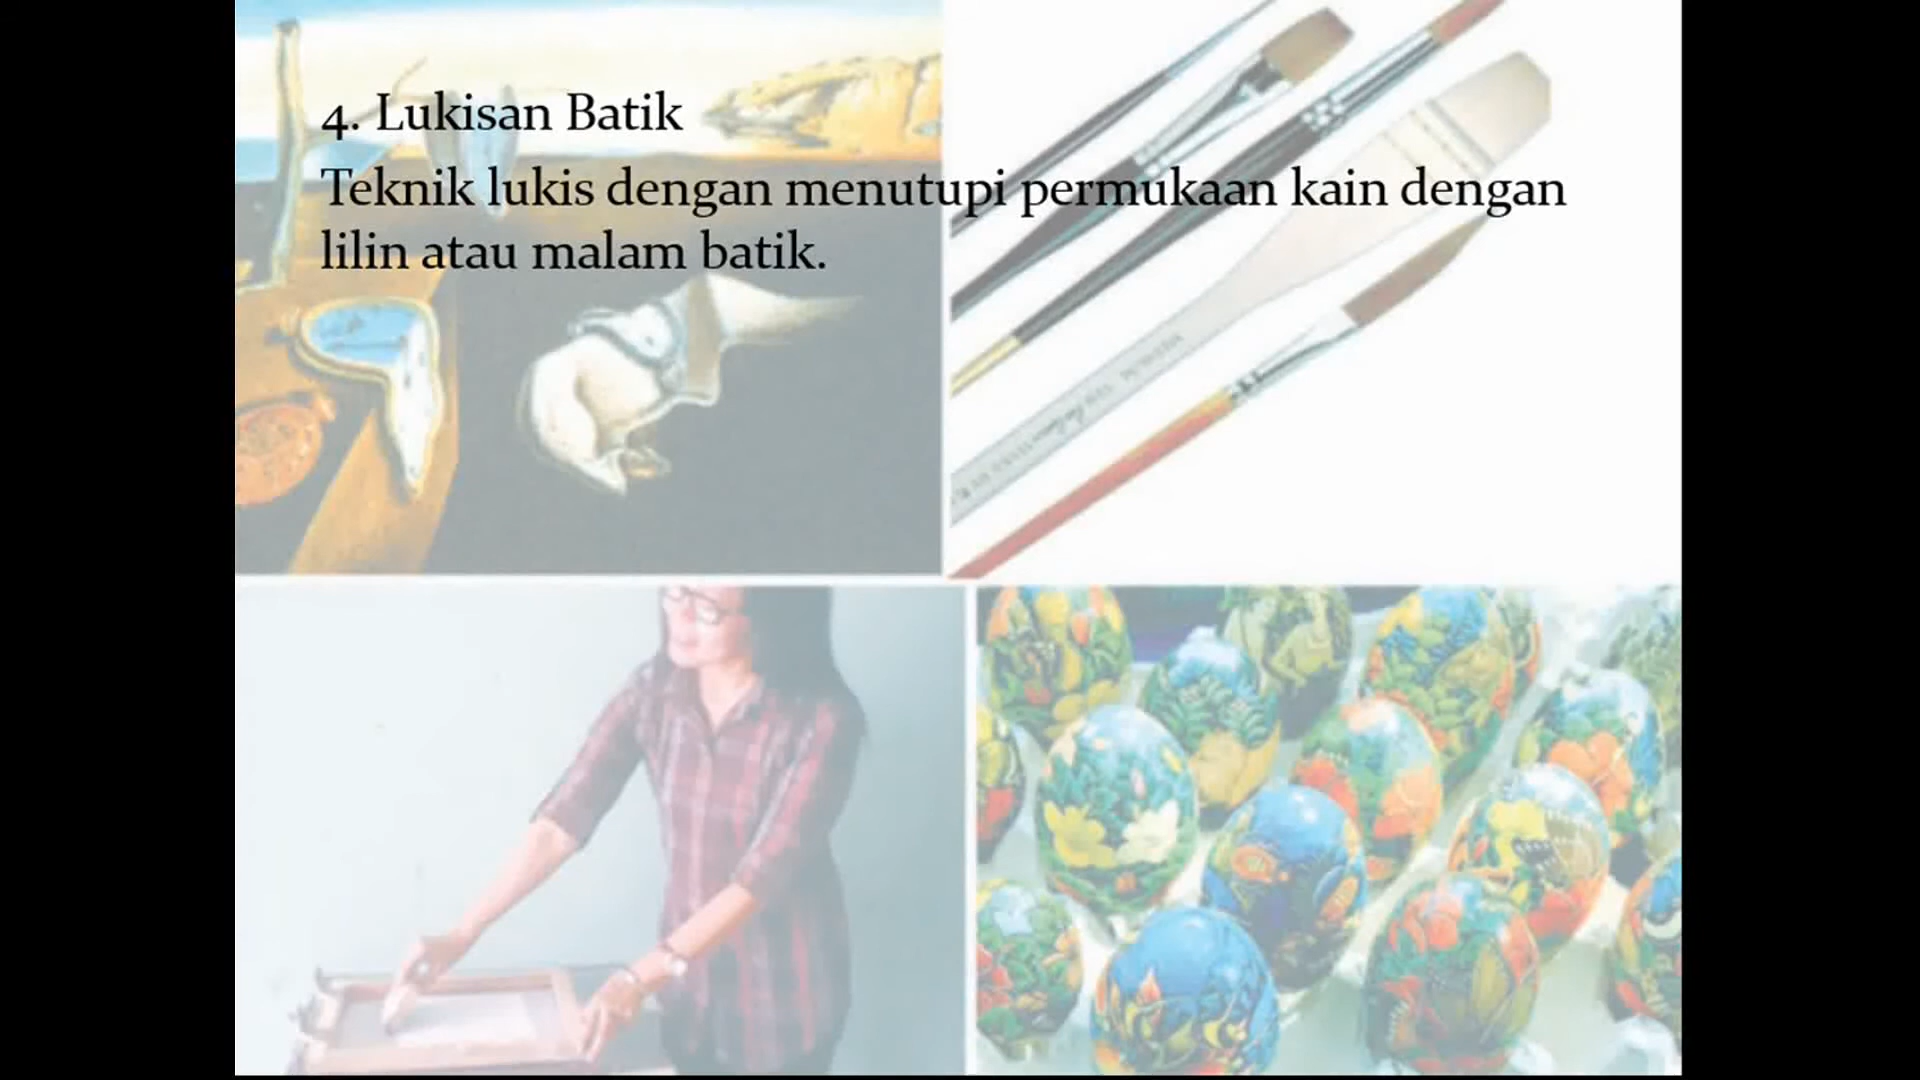 4. Lukisan Batik
Teknik lukis dengan menutupi permukaan kain dengan
lilin atau malam batik.